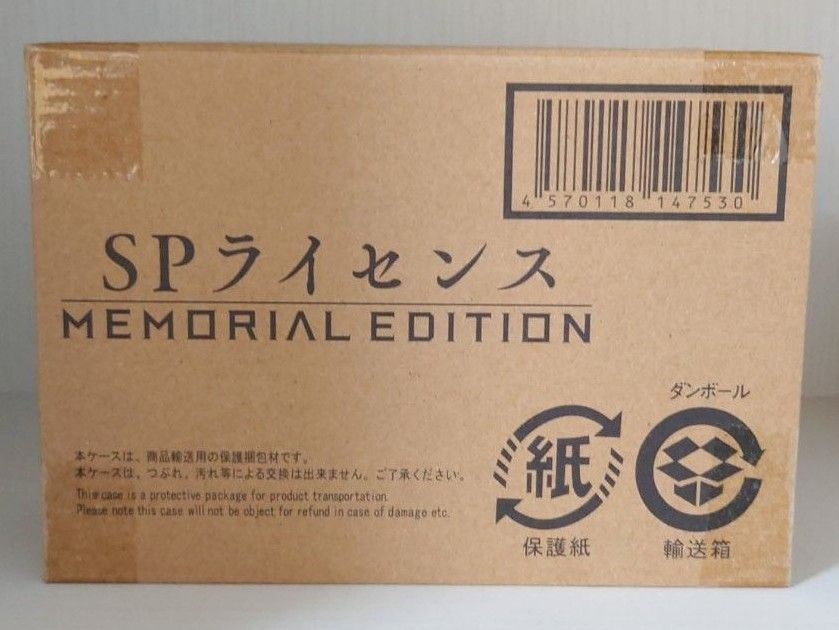 4 570118 147530
SPライセンス
MEMORIAL EDITION
ダンボール
本ケースは、商品輸送用の保護梱包材です。
本ケースは、つぶれ、汚れ等による交換は出来ません。ご了承ください。
This case is a protective package for product transportation.
Please note this case will not be object for refund in case of damage etc.
紙
保護紙
輸送箱